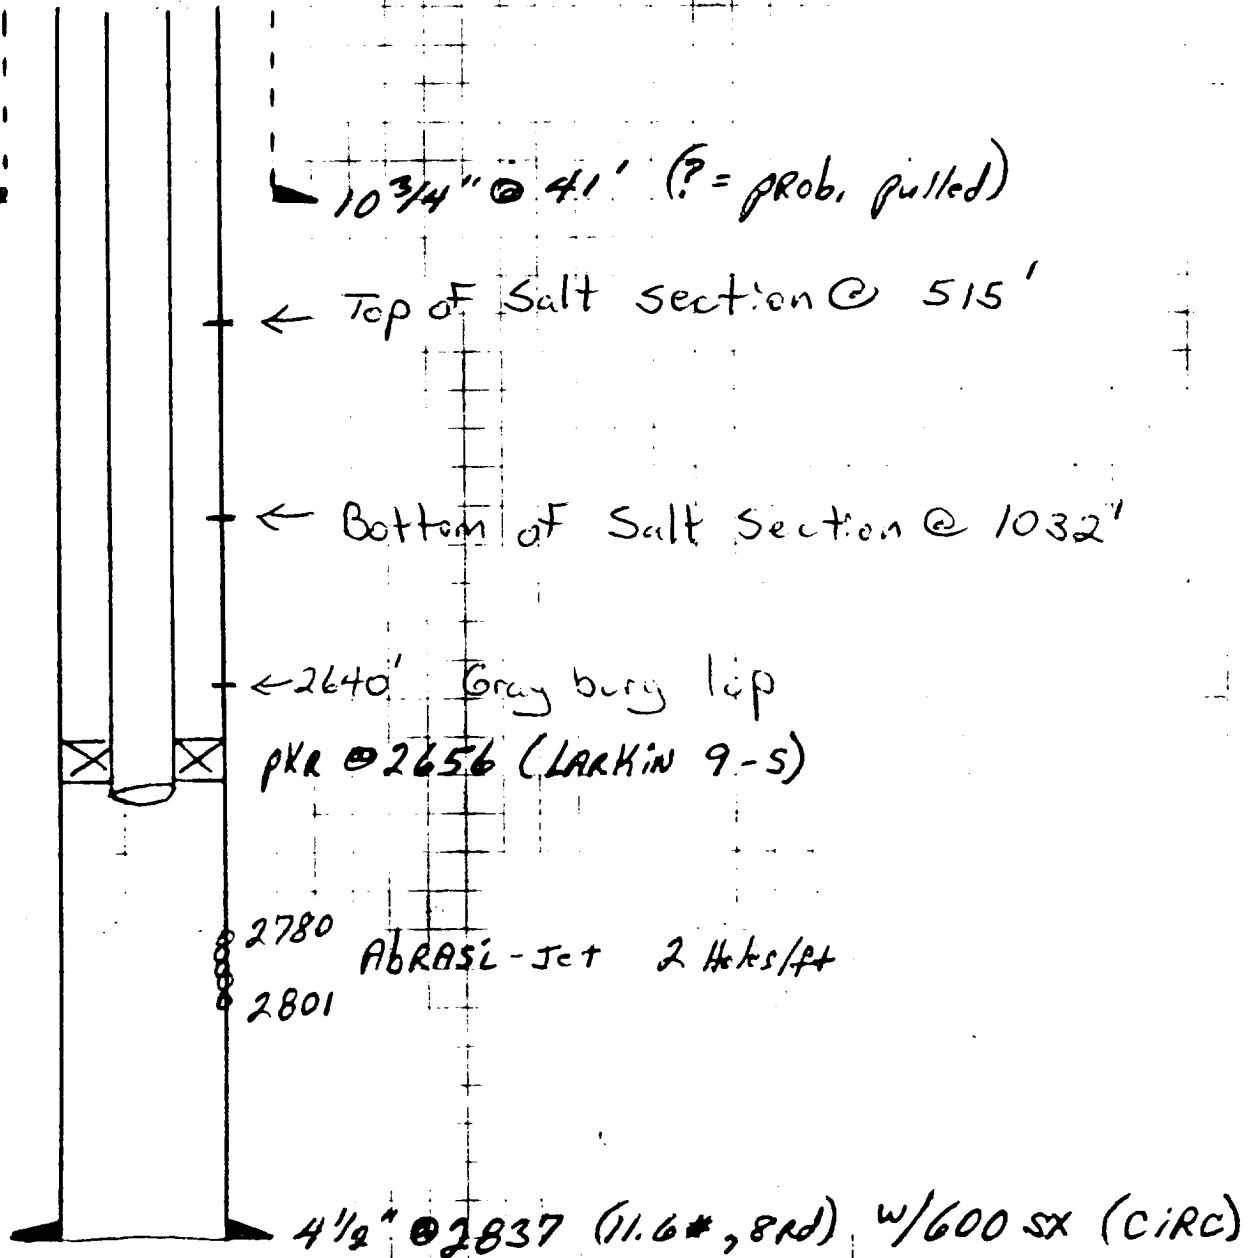 10 3/4" @ 41' (? = prob. pulled)
← Top of Salt section @ 515'
← Bottom of Salt Section @ 1032'
← 2640' Grayburg top
pKR @ 2656 (LARKIN 9-S)
2780
AbRASi-Jet 2 Holes/ft
2801
4 1/2" @ 2837 (11.6#, 8Rd) w/600 sx (CiRC)